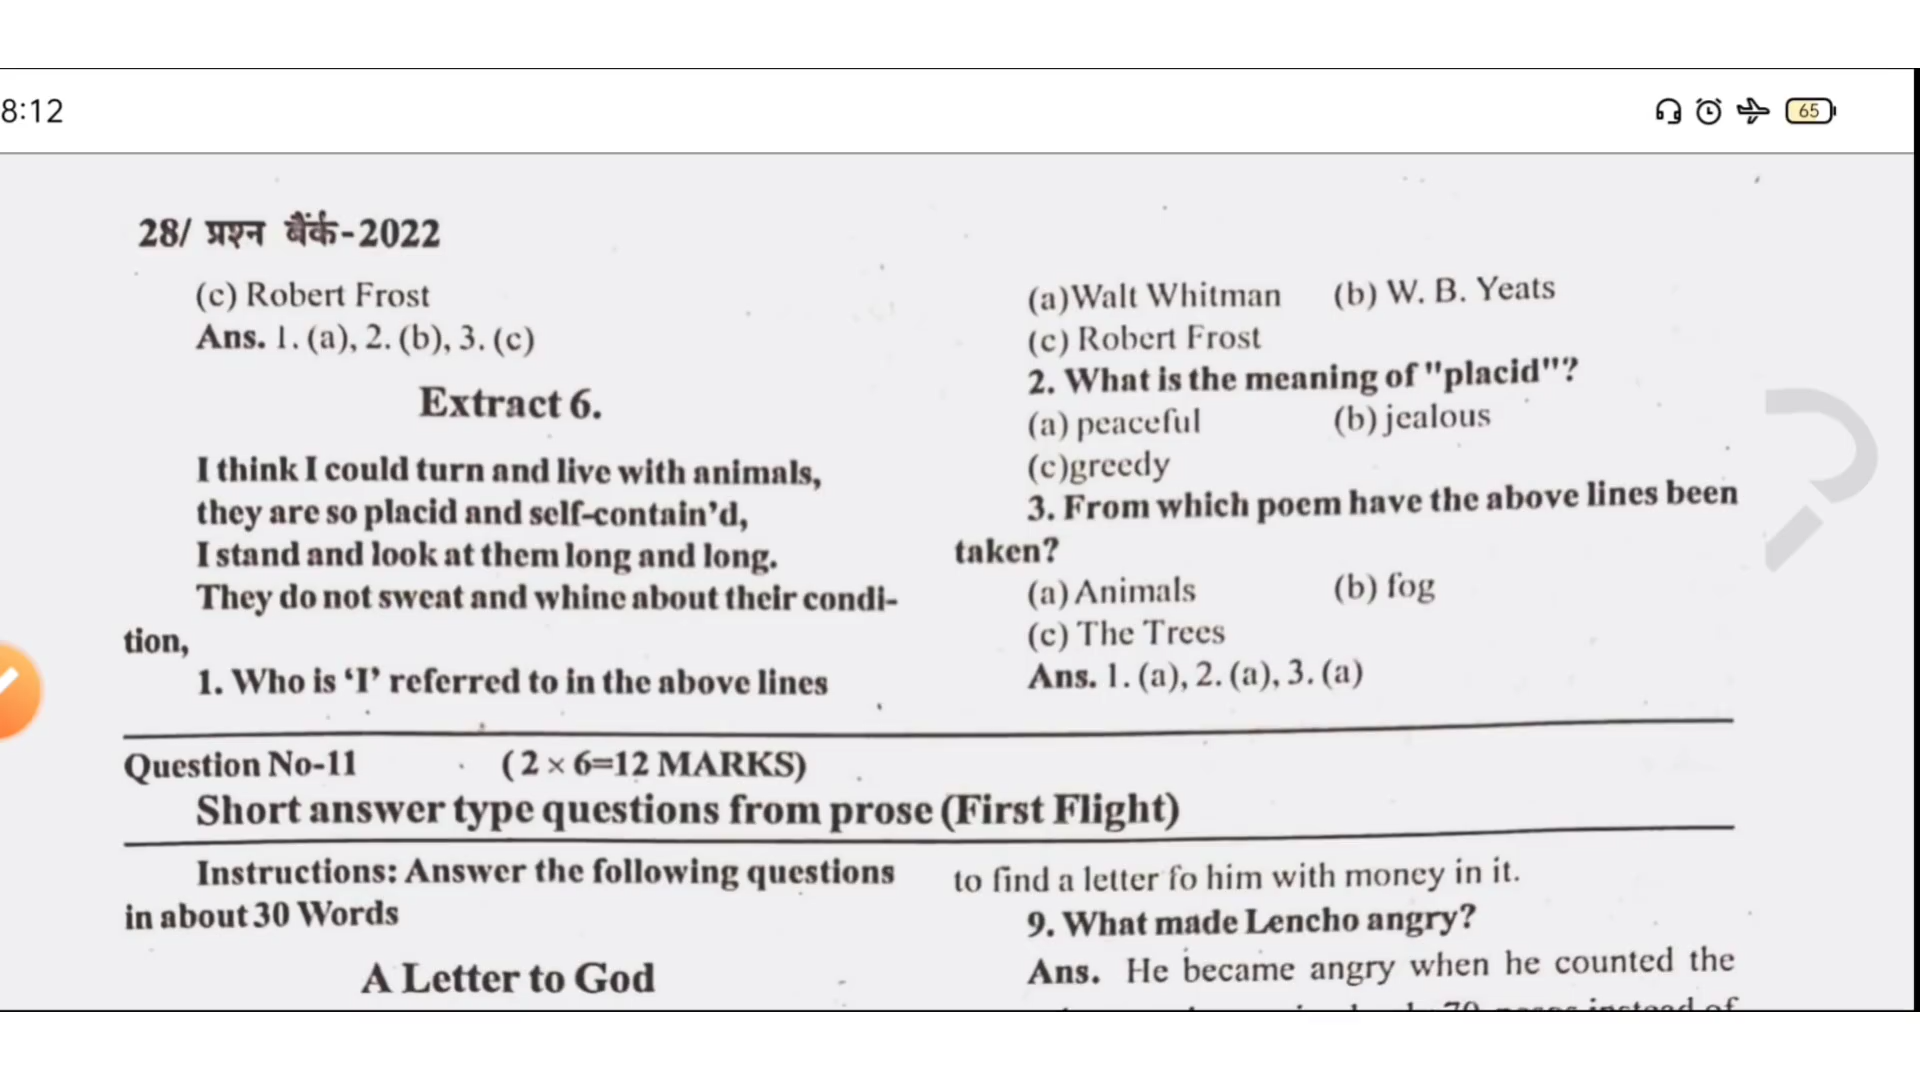 8:12
65
28/ प्रश्न बैंक-2022
(c) Robert Frost
Ans. 1. (a), 2. (b), 3. (c)
Extract 6.
I think I could turn and live with animals,
they are so placid and self-contain’d,
I stand and look at them long and long.
They do not sweat and whine about their condi-
tion,
1. Who is ‘I’ referred to in the above lines
(a)Walt Whitman (b) W. B. Yeats
(c) Robert Frost
2. What is the meaning of "placid"?
(a) peaceful (b) jealous
(c)greedy
3. From which poem have the above lines been
taken?
(a) Animals (b) fog
(c) The Trees
Ans. 1. (a), 2. (a), 3. (a)
Question No-11 (2 × 6=12 MARKS)
Short answer type questions from prose (First Flight)
Instructions: Answer the following questions
in about 30 Words
A Letter to God
to find a letter fo him with money in it.
9. What made Lencho angry?
Ans. He became angry when he counted the
70 pesos instead of